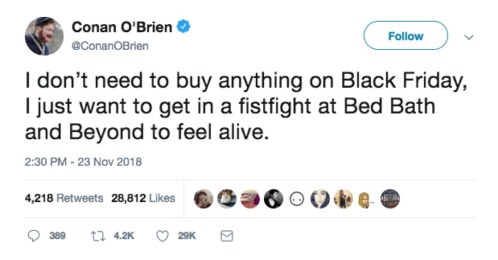 Conan O'Brien
@ConanOBrien
Follow
I don't need to buy anything on Black Friday,
I just want to get in a fistfight at Bed Bath
and Beyond to feel alive.
2:30 PM - 23 Nov 2018
4,218 Retweets 28,812 Likes
389 4.2K 29K